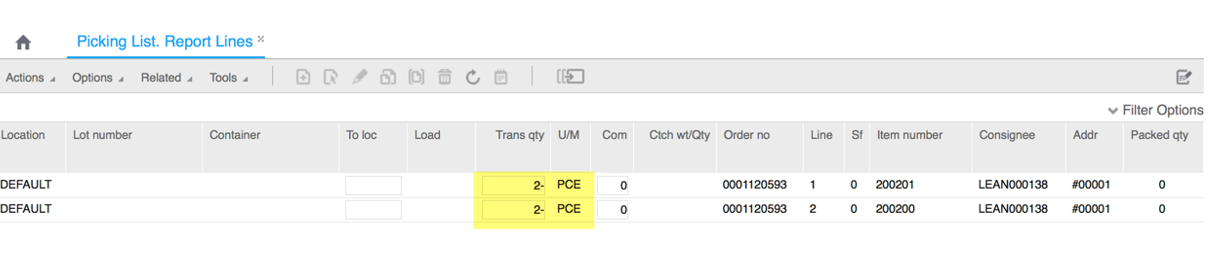 Picking List. Report Lines ×
Actions Options Related Tools
Filter Options
Location Lot number Container To loc Load Trans qty U/M Com Ctch wt/Qty Order no Line Sf Item number Consignee Addr Packed qty
DEFAULT 2- PCE 0 0001120593 1 0 200201 LEAN000138 #00001 0
DEFAULT 2- PCE 0 0001120593 2 0 200200 LEAN000138 #00001 0